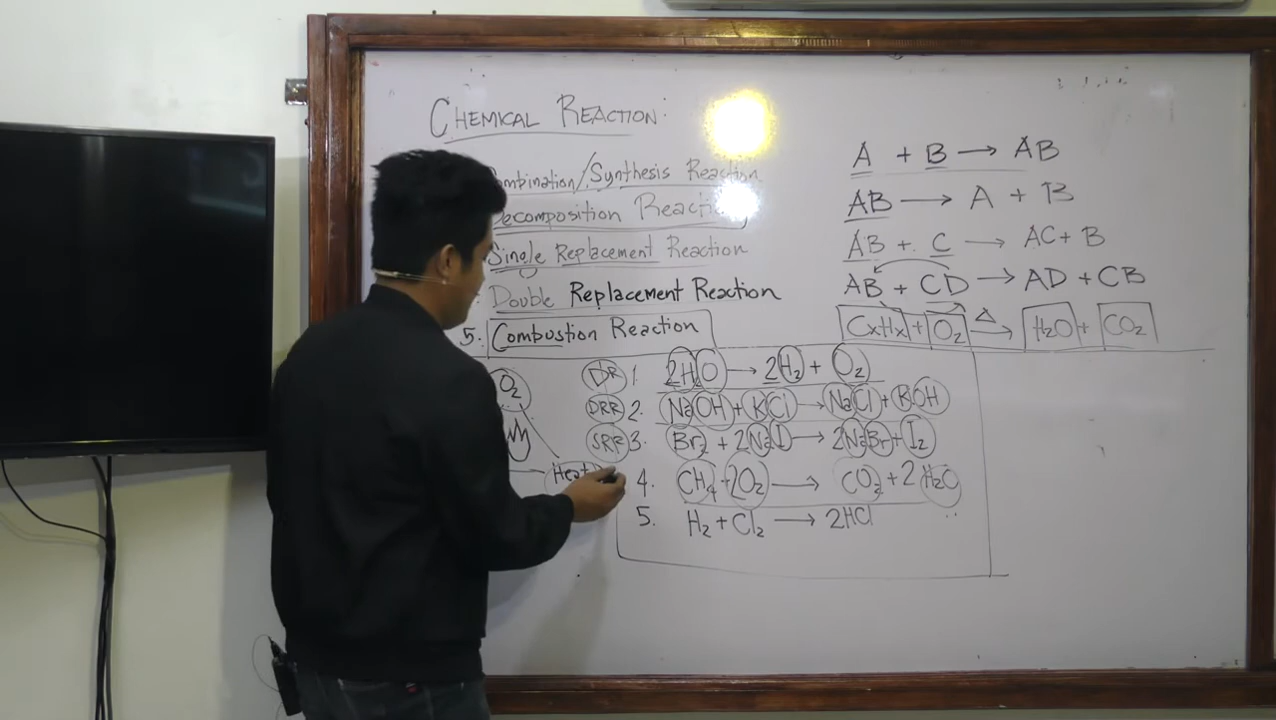 CHEMICAL REACTION:
mbination/Synthesis Reaction
Decomposition Reacti
Single Replacement Reaction
Double Replacement Reaction
5. Combustion Reaction
A + B → AB
AB → A + B
AB + C → AC + B
AB + CD → AD + CB
CxHx + O₂ △→ H₂O + CO₂
O₂
Heat
DR 1. 2H₂O → 2H₂ + O₂
DRR 2. NaOH + KCl → NaCl + KOH
SRR 3. Br₂ + 2NaI → 2NaBr + I₂
4. CH₄ + 2O₂ → CO₂ + 2H₂O
5. H₂ + Cl₂ → 2HCl